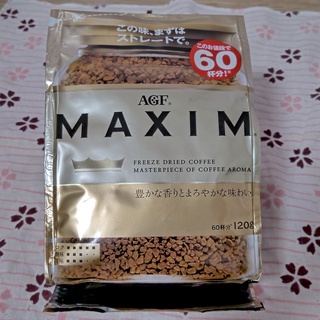 この味、まずは
ストレートで。
このお値段で
60
杯分!※
AGF®
MAXIM®
FREEZE DRIED COFFEE
MASTERPIECE OF COFFEE AROMA
豊かな香りとまろやかな味わい
60杯分※ 120g